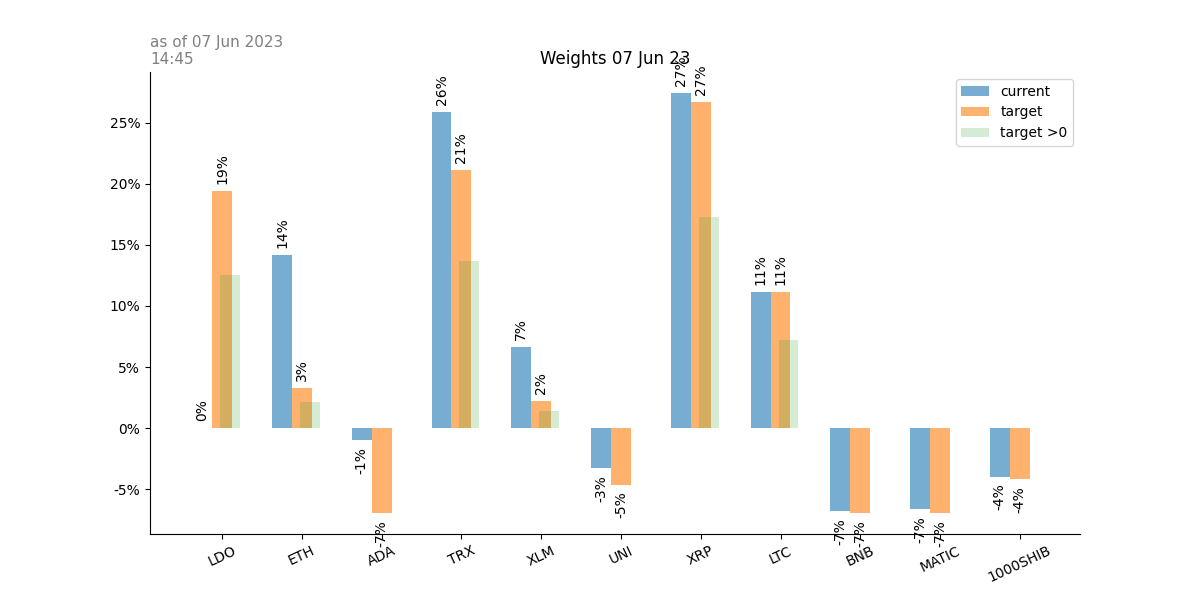 as of 07 Jun 2023
14:45
Weights 07 Jun 23
current
target
target >0
25%
20%
15%
10%
5%
0%
-5%
0%
19%
14%
3%
-1%
-7%
26%
21%
7%
2%
-3%
-5%
27%
27%
11%
11%
-7%
-7%
-7%
-7%
-4%
-4%
LDO
ETH
ADA
TRX
XLM
UNI
XRP
LTC
BNB
MATIC
1000SHIB